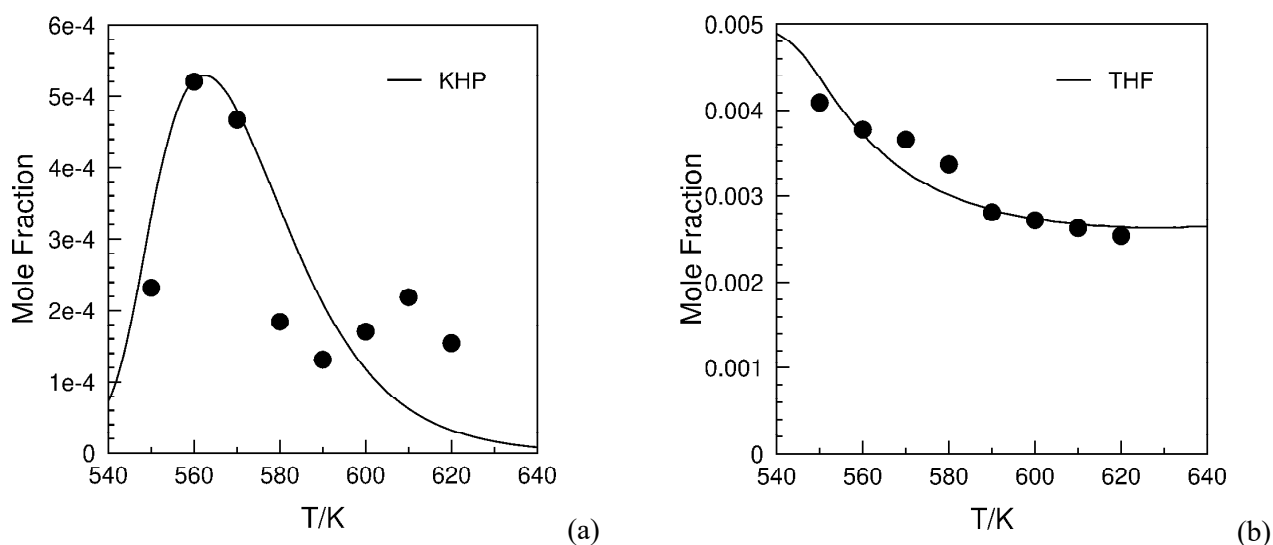 Mole Fraction
6e-4
5e-4
4e-4
3e-4
2e-4
1e-4
0
540 560 580 600 620 640
T/K
KHP
(a)
Mole Fraction
0.005
0.004
0.003
0.002
0.001
0
540 560 580 600 620 640
T/K
THF
(b)